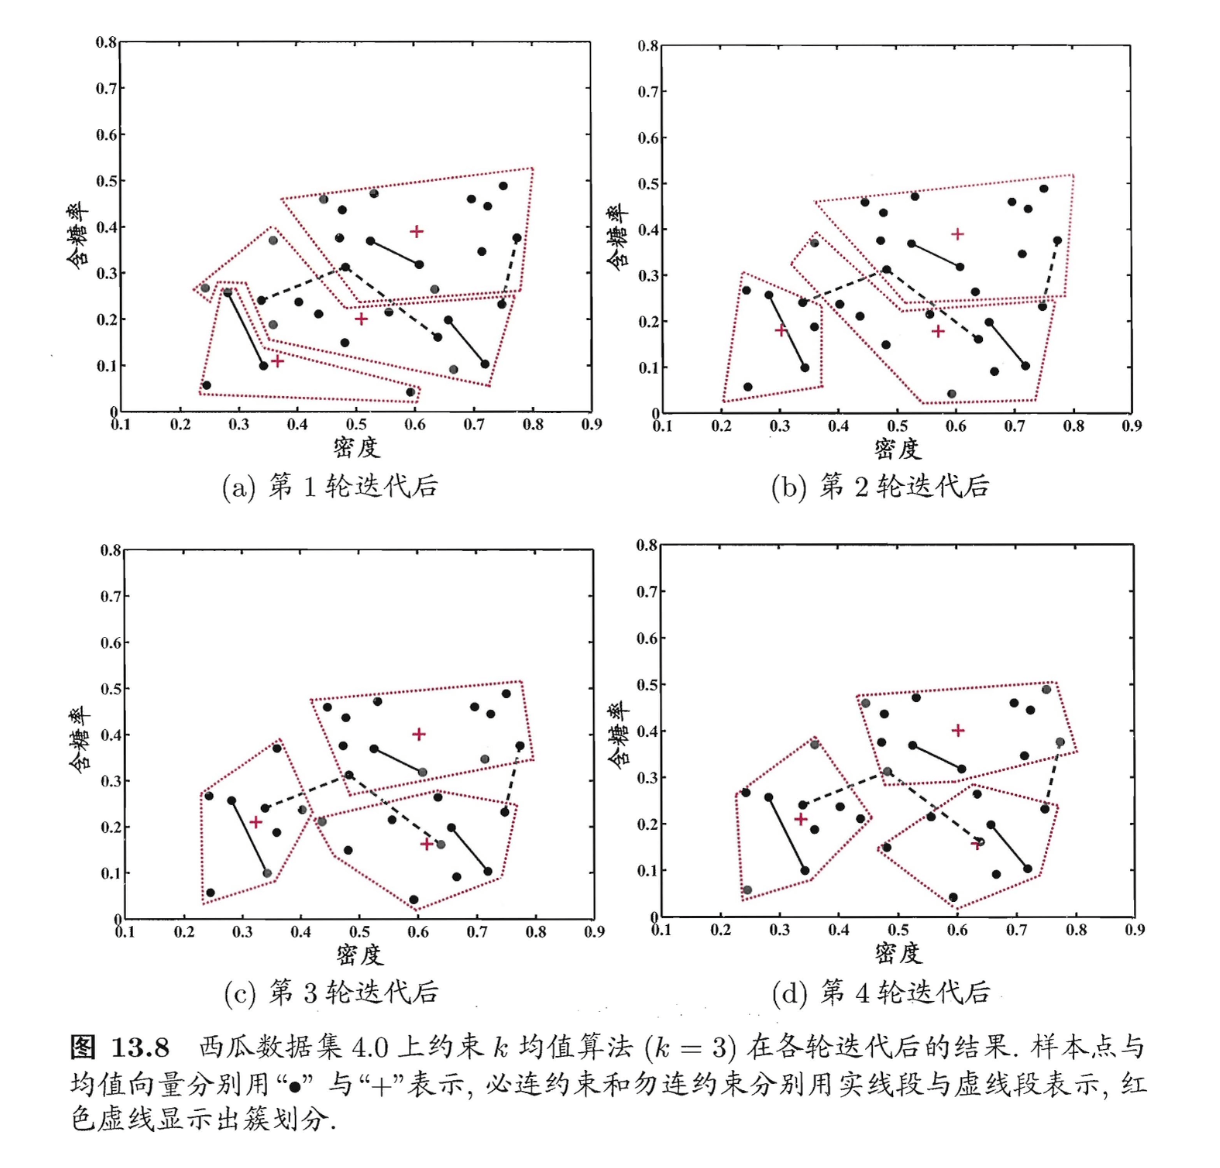 0.8
0.7
0.6
0.5
0.4
0.3
0.2
0.1
0
含糖率
0.1 0.2 0.3 0.4 0.5 0.6 0.7 0.8 0.9
密度
(a) 第 1 轮迭代后
0.8
0.7
0.6
0.5
0.4
0.3
0.2
0.1
0
含糖率
0.1 0.2 0.3 0.4 0.5 0.6 0.7 0.8 0.9
密度
(b) 第 2 轮迭代后
0.8
0.7
0.6
0.5
0.4
0.3
0.2
0.1
0
含糖率
0.1 0.2 0.3 0.4 0.5 0.6 0.7 0.8 0.9
密度
(c) 第 3 轮迭代后
0.8
0.7
0.6
0.5
0.4
0.3
0.2
0.1
0
含糖率
0.1 0.2 0.3 0.4 0.5 0.6 0.7 0.8 0.9
密度
(d) 第 4 轮迭代后
图 13.8 西瓜数据集 4.0 上约束 k 均值算法 (k = 3) 在各轮迭代后的结果. 样本点与
均值向量分别用“●” 与“+”表示, 必连约束和勿连约束分别用实线段与虚线段表示, 红
色虚线显示出簇划分.